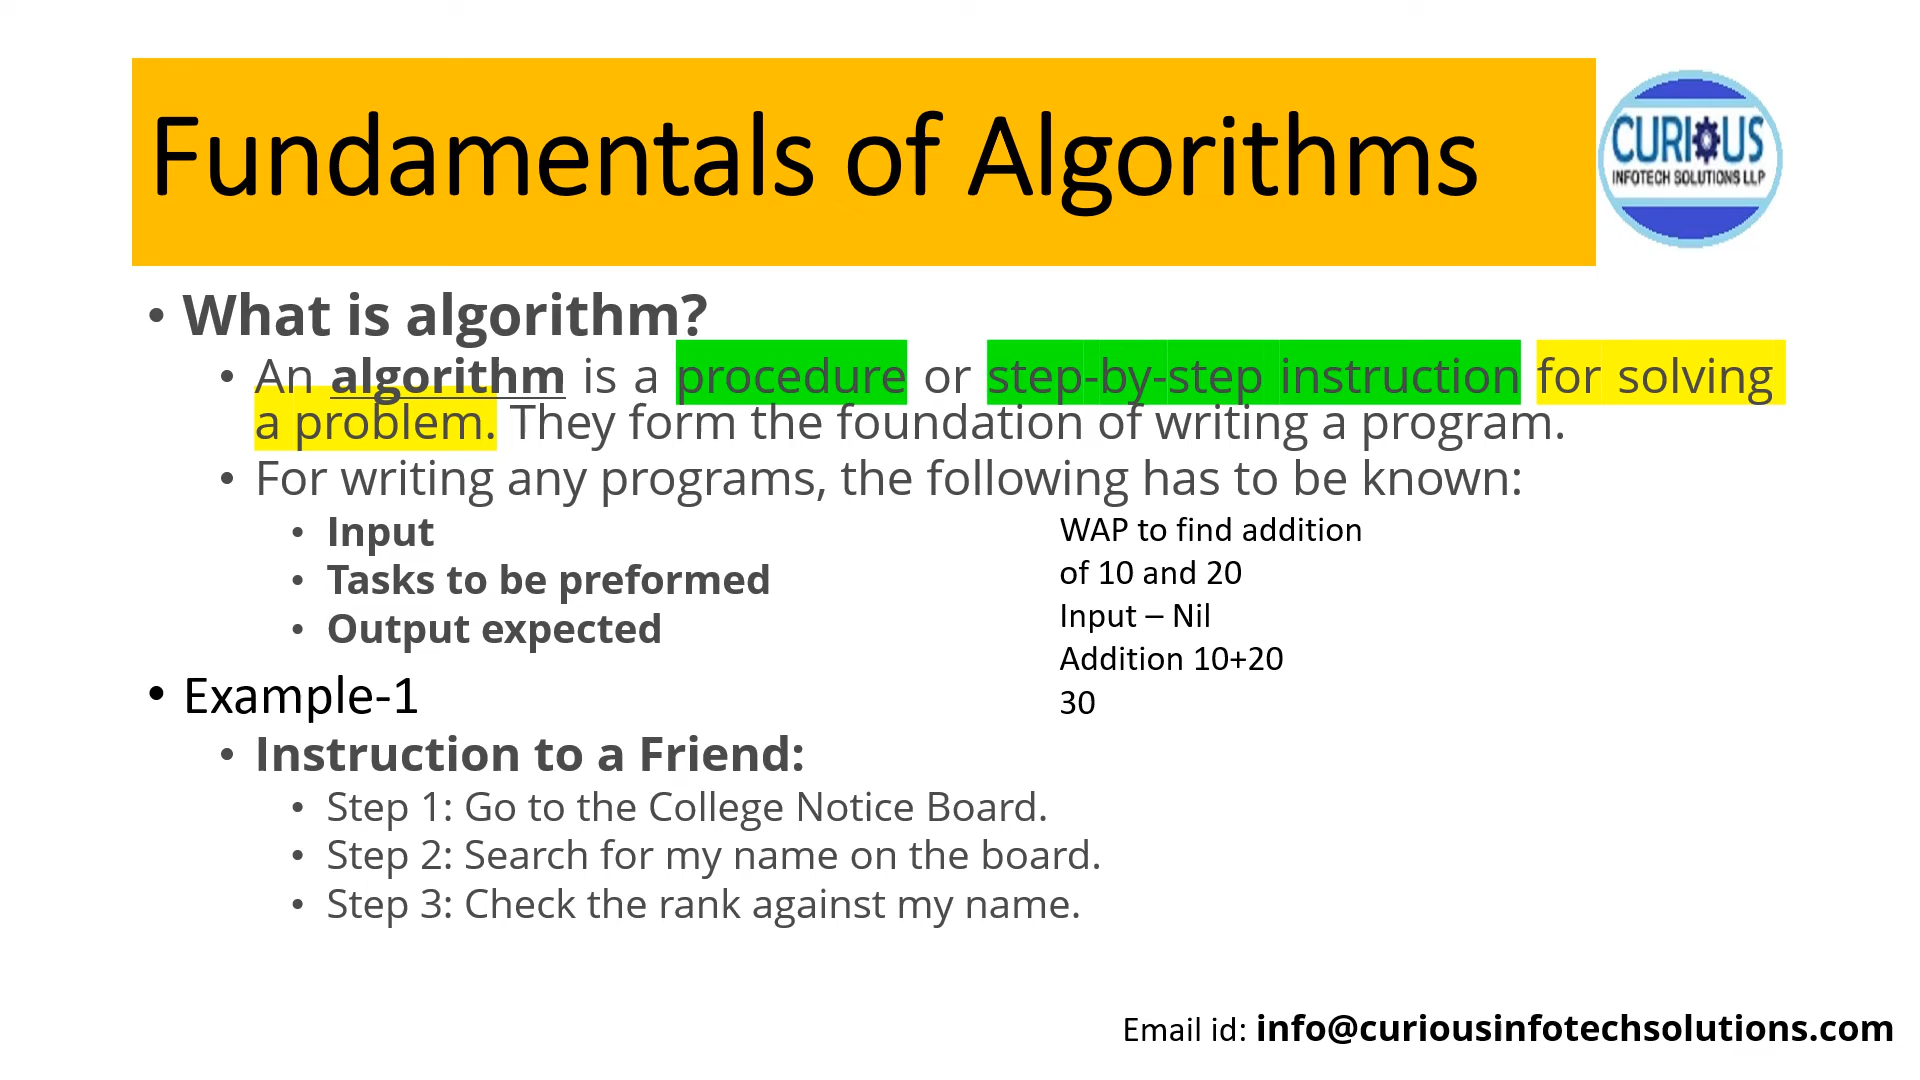 Fundamentals of Algorithms
CURIOUS
INFOTECH SOLUTIONS LLP
• What is algorithm?
• An algorithm is a procedure or step-by-step instruction for solving
a problem. They form the foundation of writing a program.
• For writing any programs, the following has to be known:
• Input
• Tasks to be preformed
• Output expected
WAP to find addition
of 10 and 20
Input – Nil
Addition 10+20
30
• Example-1
• Instruction to a Friend:
• Step 1: Go to the College Notice Board.
• Step 2: Search for my name on the board.
• Step 3: Check the rank against my name.
Email id: info@curiousinfotechsolutions.com